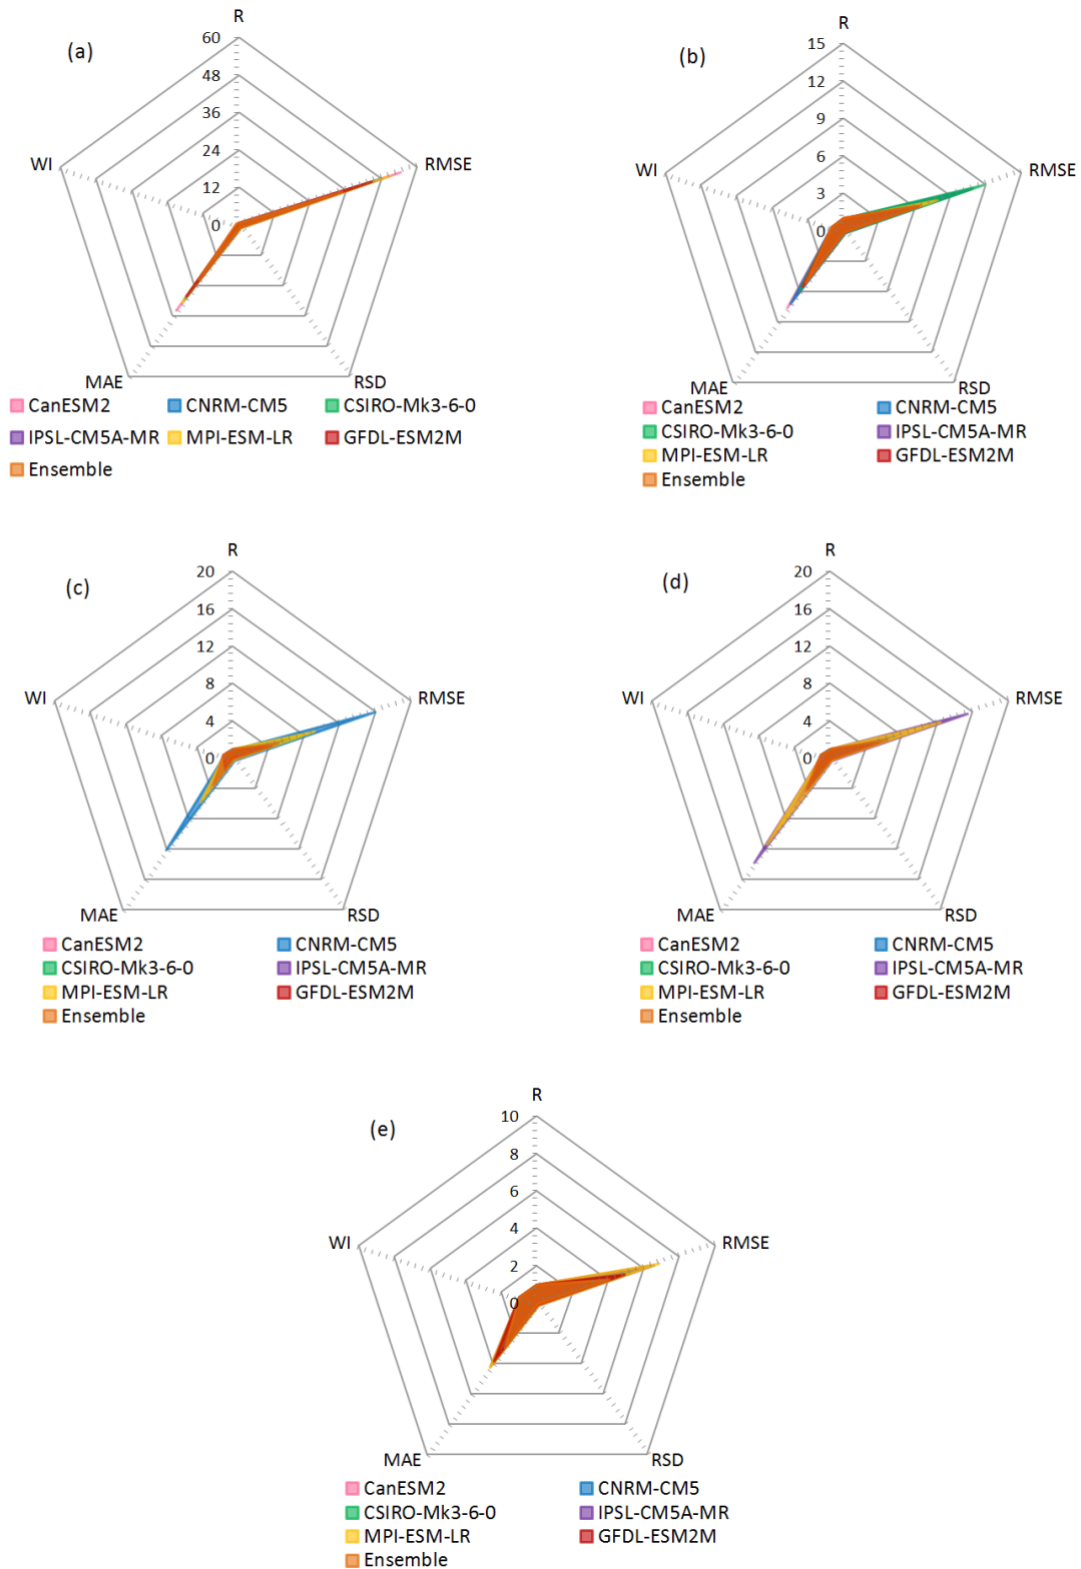 R
(a)
60
48
36
24
12
0
WI
RMSE
MAE
RSD
CanESM2 CNRM-CM5 CSIRO-Mk3-6-0
IPSL-CM5A-MR MPI-ESM-LR GFDL-ESM2M
Ensemble
R
(b)
15
12
9
6
3
0
WI
RMSE
MAE
RSD
CanESM2 CNRM-CM5
CSIRO-Mk3-6-0 IPSL-CM5A-MR
MPI-ESM-LR GFDL-ESM2M
Ensemble
R
(c)
20
16
12
8
4
0
WI
RMSE
MAE
RSD
CanESM2 CNRM-CM5
CSIRO-Mk3-6-0 IPSL-CM5A-MR
MPI-ESM-LR GFDL-ESM2M
Ensemble
R
(d)
20
16
12
8
4
0
WI
RMSE
MAE
RSD
CanESM2 CNRM-CM5
CSIRO-Mk3-6-0 IPSL-CM5A-MR
MPI-ESM-LR GFDL-ESM2M
Ensemble
R
(e)
10
8
6
4
2
0
WI
RMSE
MAE
RSD
CanESM2 CNRM-CM5
CSIRO-Mk3-6-0 IPSL-CM5A-MR
MPI-ESM-LR GFDL-ESM2M
Ensemble